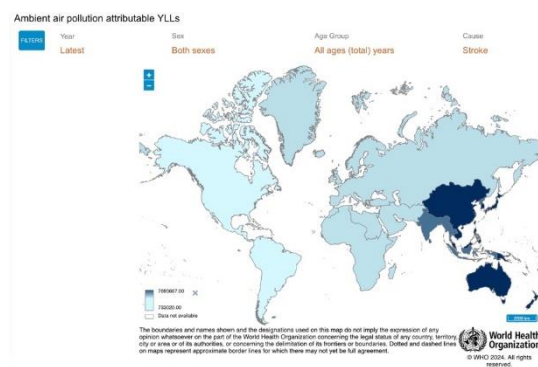 Ambient air pollution attributable YLLs
FILTERS
Year
Latest
Sex
Both sexes
Age Group
All ages (total) years
Cause
Stroke
+
−
Data not available
The boundaries and names shown and the designations used on this map do not imply the expression of any
opinion whatsoever on the part of the World Health Organization concerning the legal status of any country, territory,
city or area or of its authorities, or concerning the delimitation of its frontiers or boundaries. Dotted and dashed lines
on maps represent approximate border lines for which there may not yet be full agreement.
World Health
Organization
© WHO 2024. All rights
reserved.